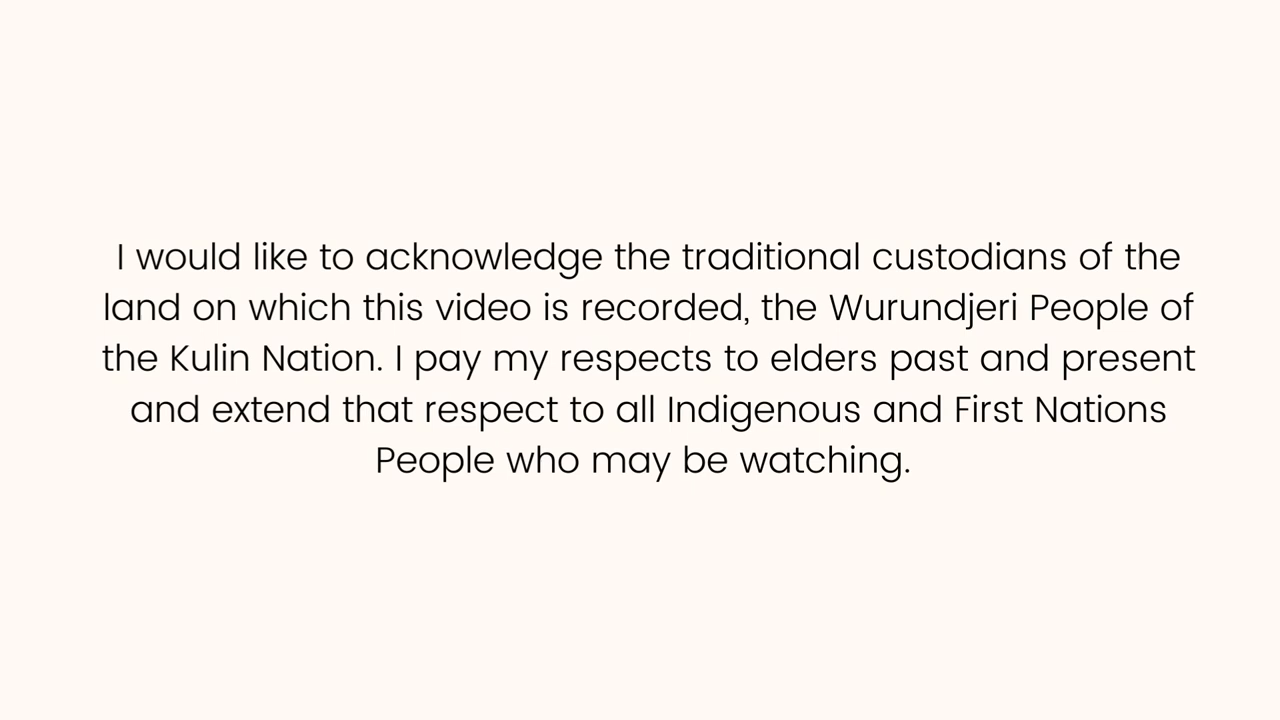 I would like to acknowledge the traditional custodians of the
land on which this video is recorded, the Wurundjeri People of
the Kulin Nation. I pay my respects to elders past and present
and extend that respect to all Indigenous and First Nations
People who may be watching.